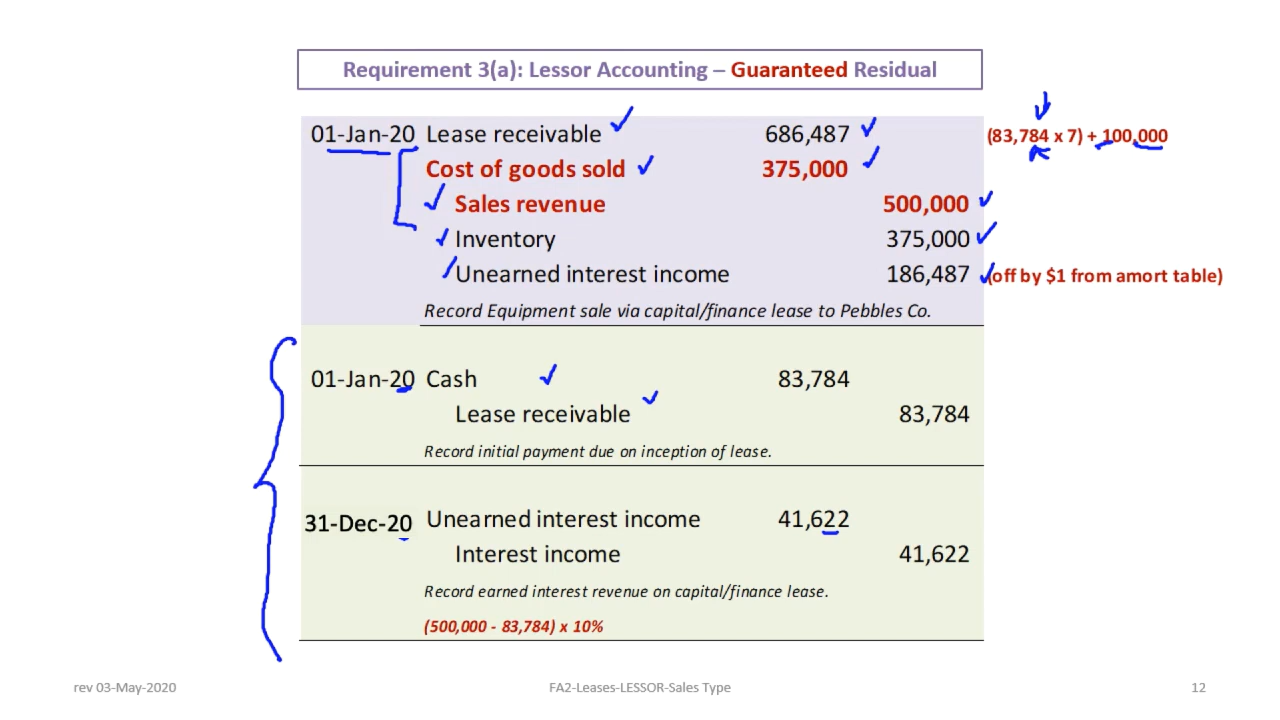 Requirement 3(a): Lessor Accounting – Guaranteed Residual
01-Jan-20 Lease receivable 686,487 (83,784 x 7) + 100,000
Cost of goods sold 375,000
Sales revenue 500,000
Inventory 375,000
Unearned interest income 186,487 (off by $1 from amort table)
Record Equipment sale via capital/finance lease to Pebbles Co.
01-Jan-20 Cash 83,784
Lease receivable 83,784
Record initial payment due on inception of lease.
31-Dec-20 Unearned interest income 41,622
Interest income 41,622
Record earned interest revenue on capital/finance lease.
(500,000 - 83,784) x 10%
rev 03-May-2020 FA2-Leases-LESSOR-Sales Type 12